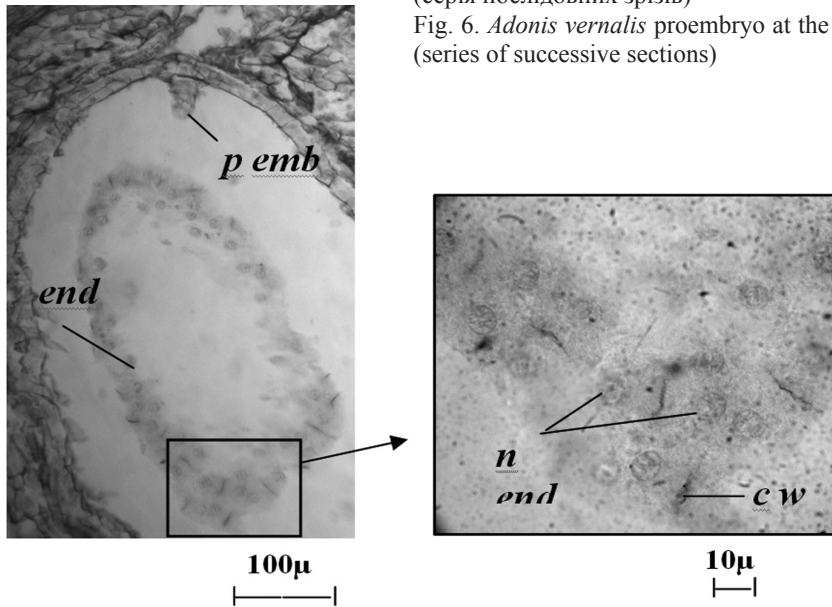 (серія послідовних зрізів)
Fig. 6. Adonis vernalis proembryo at the
(series of successive sections)
p emb
end
n
end
c w
100μ
10μ